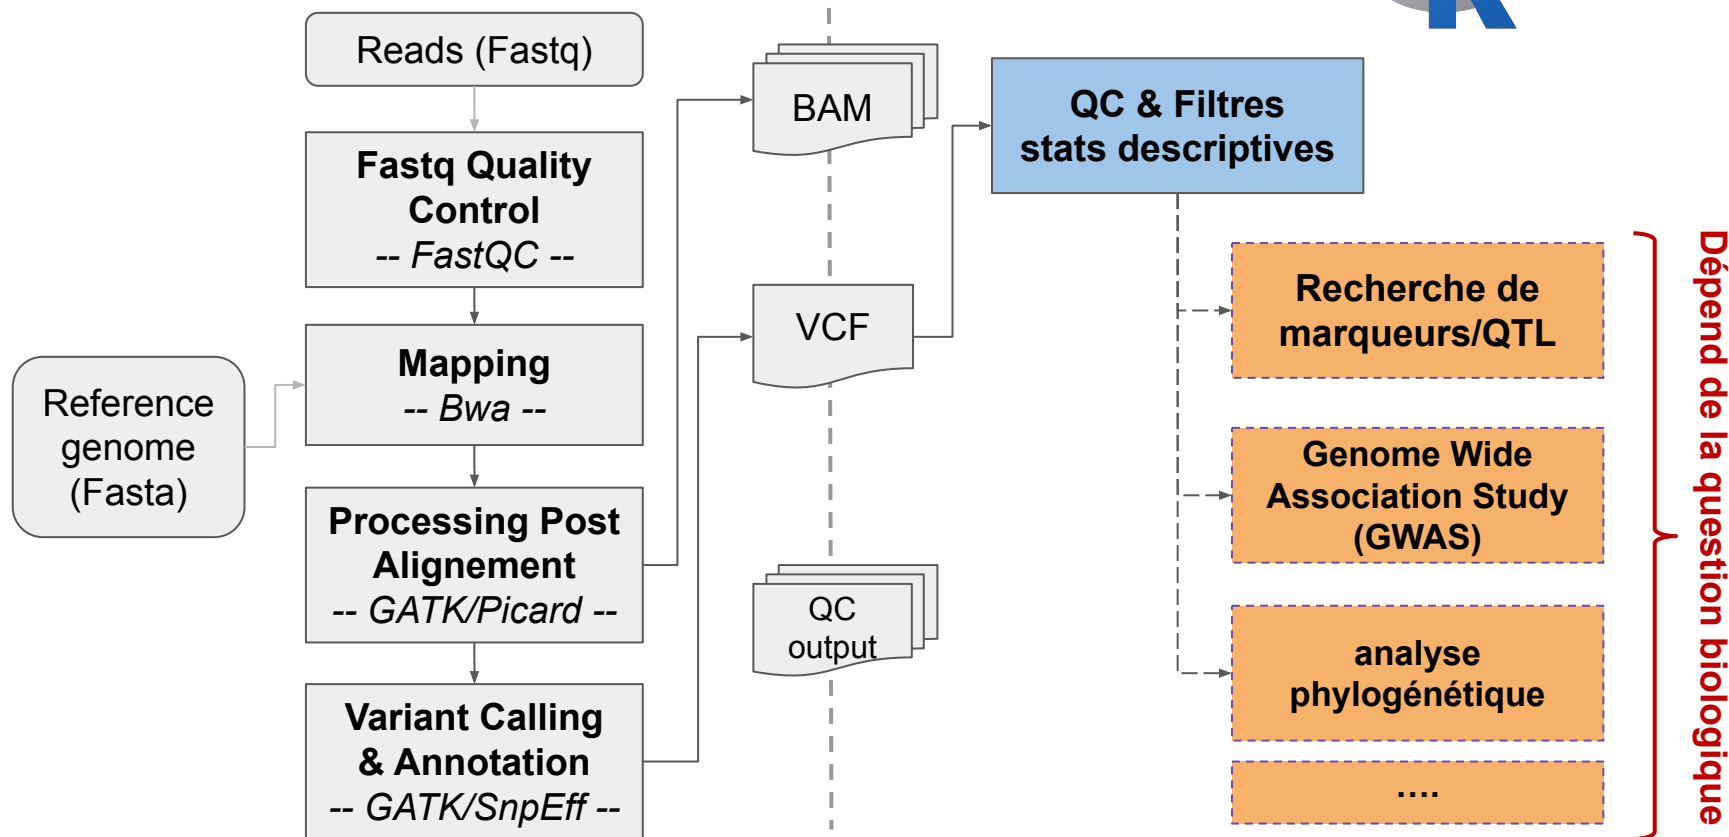 Reads (Fastq)
Fastq Quality
Control
-- FastQC --
Mapping
-- Bwa --
Reference
genome
(Fasta)
Processing Post
Alignement
-- GATK/Picard --
Variant Calling
& Annotation
-- GATK/SnpEff --
BAM
VCF
QC
output
QC & Filtres
stats descriptives
Recherche de
marqueurs/QTL
Genome Wide
Association Study
(GWAS)
analyse
phylogénétique
....
Dépend de la question biologique